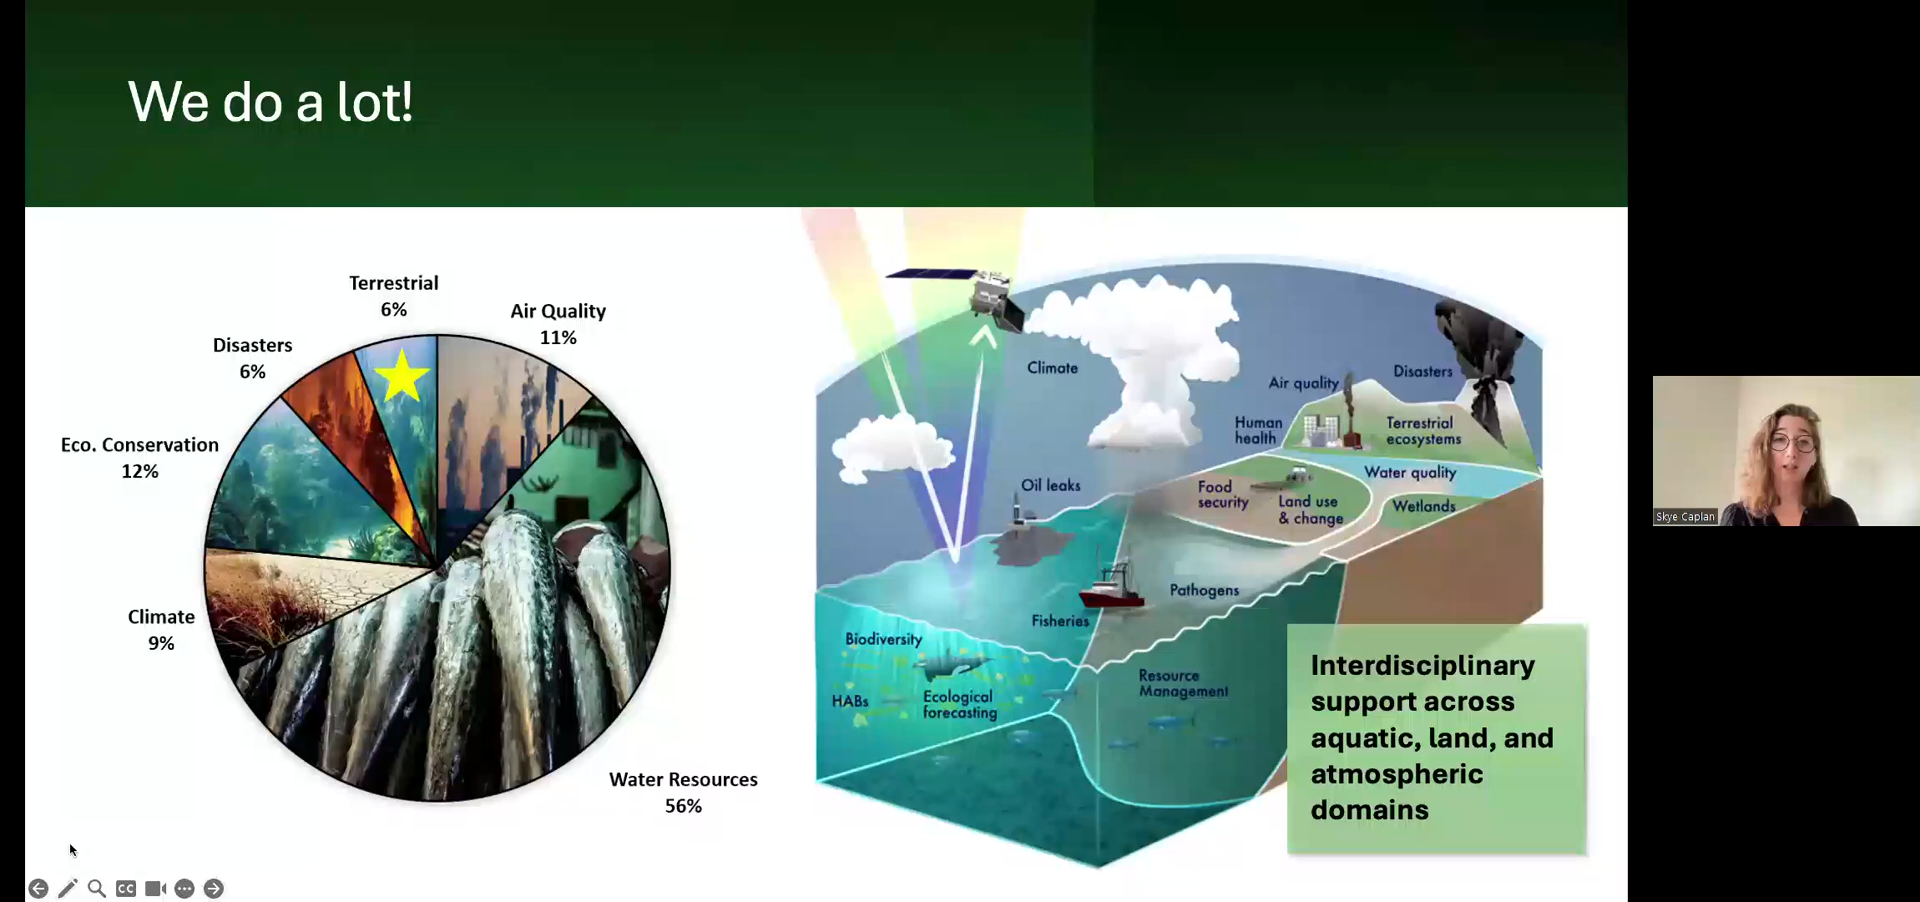 We do a lot!
Terrestrial
6%
Air Quality
11%
Disasters
6%
Eco. Conservation
12%
Climate
9%
Water Resources
56%
Climate
Air quality
Disasters
Human
health
Terrestrial
ecosystems
Water quality
Oil leaks
Food
security
Land use
& change
Wetlands
Pathogens
Fisheries
Biodiversity
HABs
Ecological
forecasting
Resource
Management
Interdisciplinary
support across
aquatic, land, and
atmospheric
domains
CC
Skye Caplan